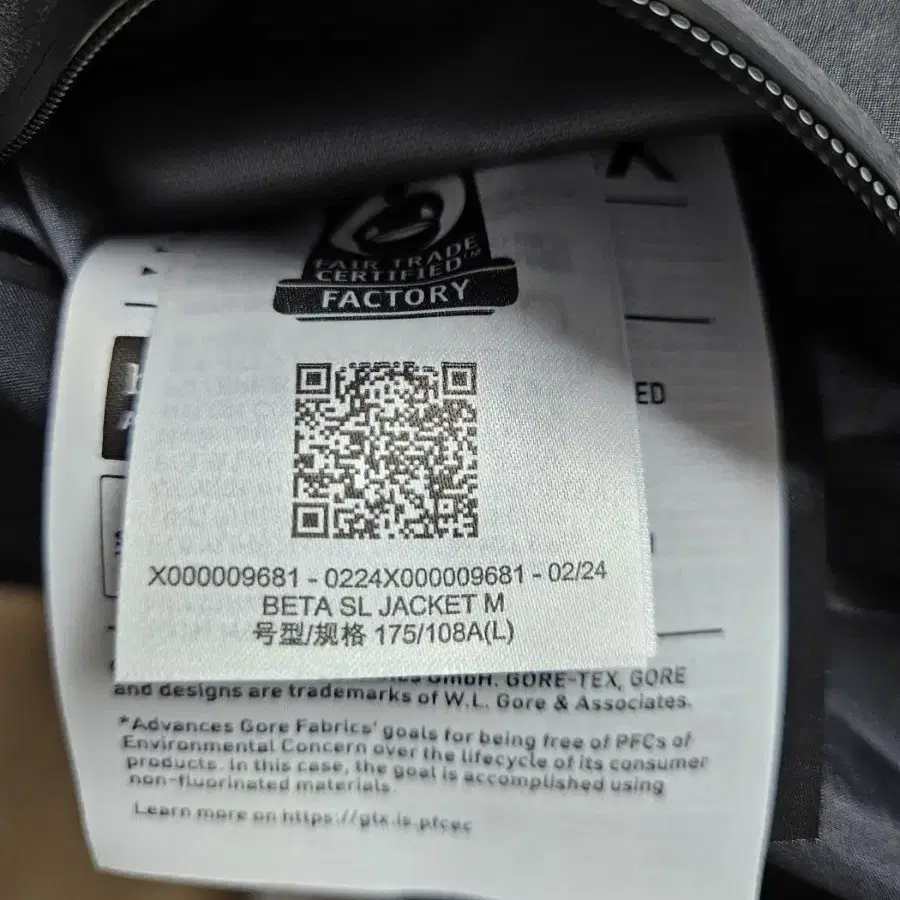 FAIR TRADE
CERTIFIED™
FACTORY
ED
X000009681 - 0224X000009681 - 02/24
BETA SL JACKET M
号型/规格 175/108A(L)
GmbH. GORE-TEX, GORE
and designs are trademarks of W.L. Gore & Associates.
*Advances Gore Fabrics' goals for being free of PFCs of
Environmental Concern over the lifecycle of its consumer
products. In this case, the goal is accomplished using
non-fluorinated materials.
Learn more on https://gtx.is.pfcec